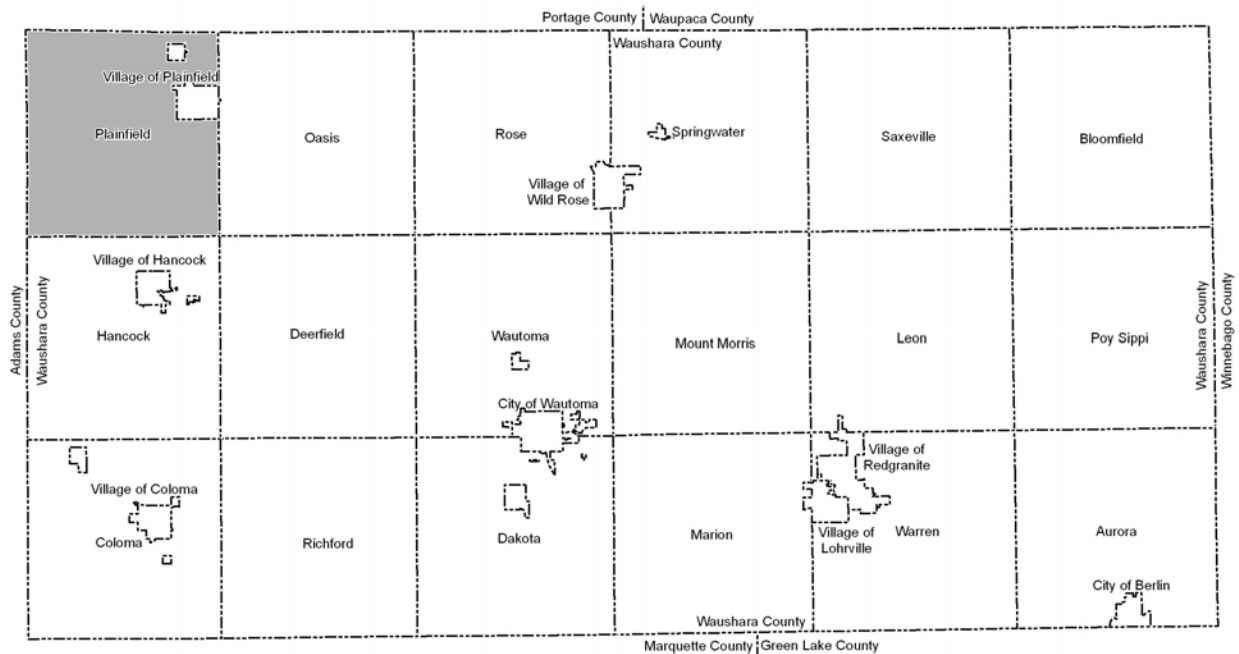 Portage County
Waupaca County
Waushara County
Village of Plainfield
Plainfield
Oasis
Rose
Springwater
Saxeville
Bloomfield
Village of
Wild Rose
Adams County
Waushara County
Village of Hancock
Hancock
Deerfield
Wautoma
City of Wautoma
Mount Morris
Leon
Poy Sippi
Waushara County
Winnebago County
Village of Coloma
Coloma
Richford
Dakota
Marion
Village of
Redgranite
Village of
Lohrville
Warren
Aurora
City of Berlin
Waushara County
Marquette County
Green Lake County